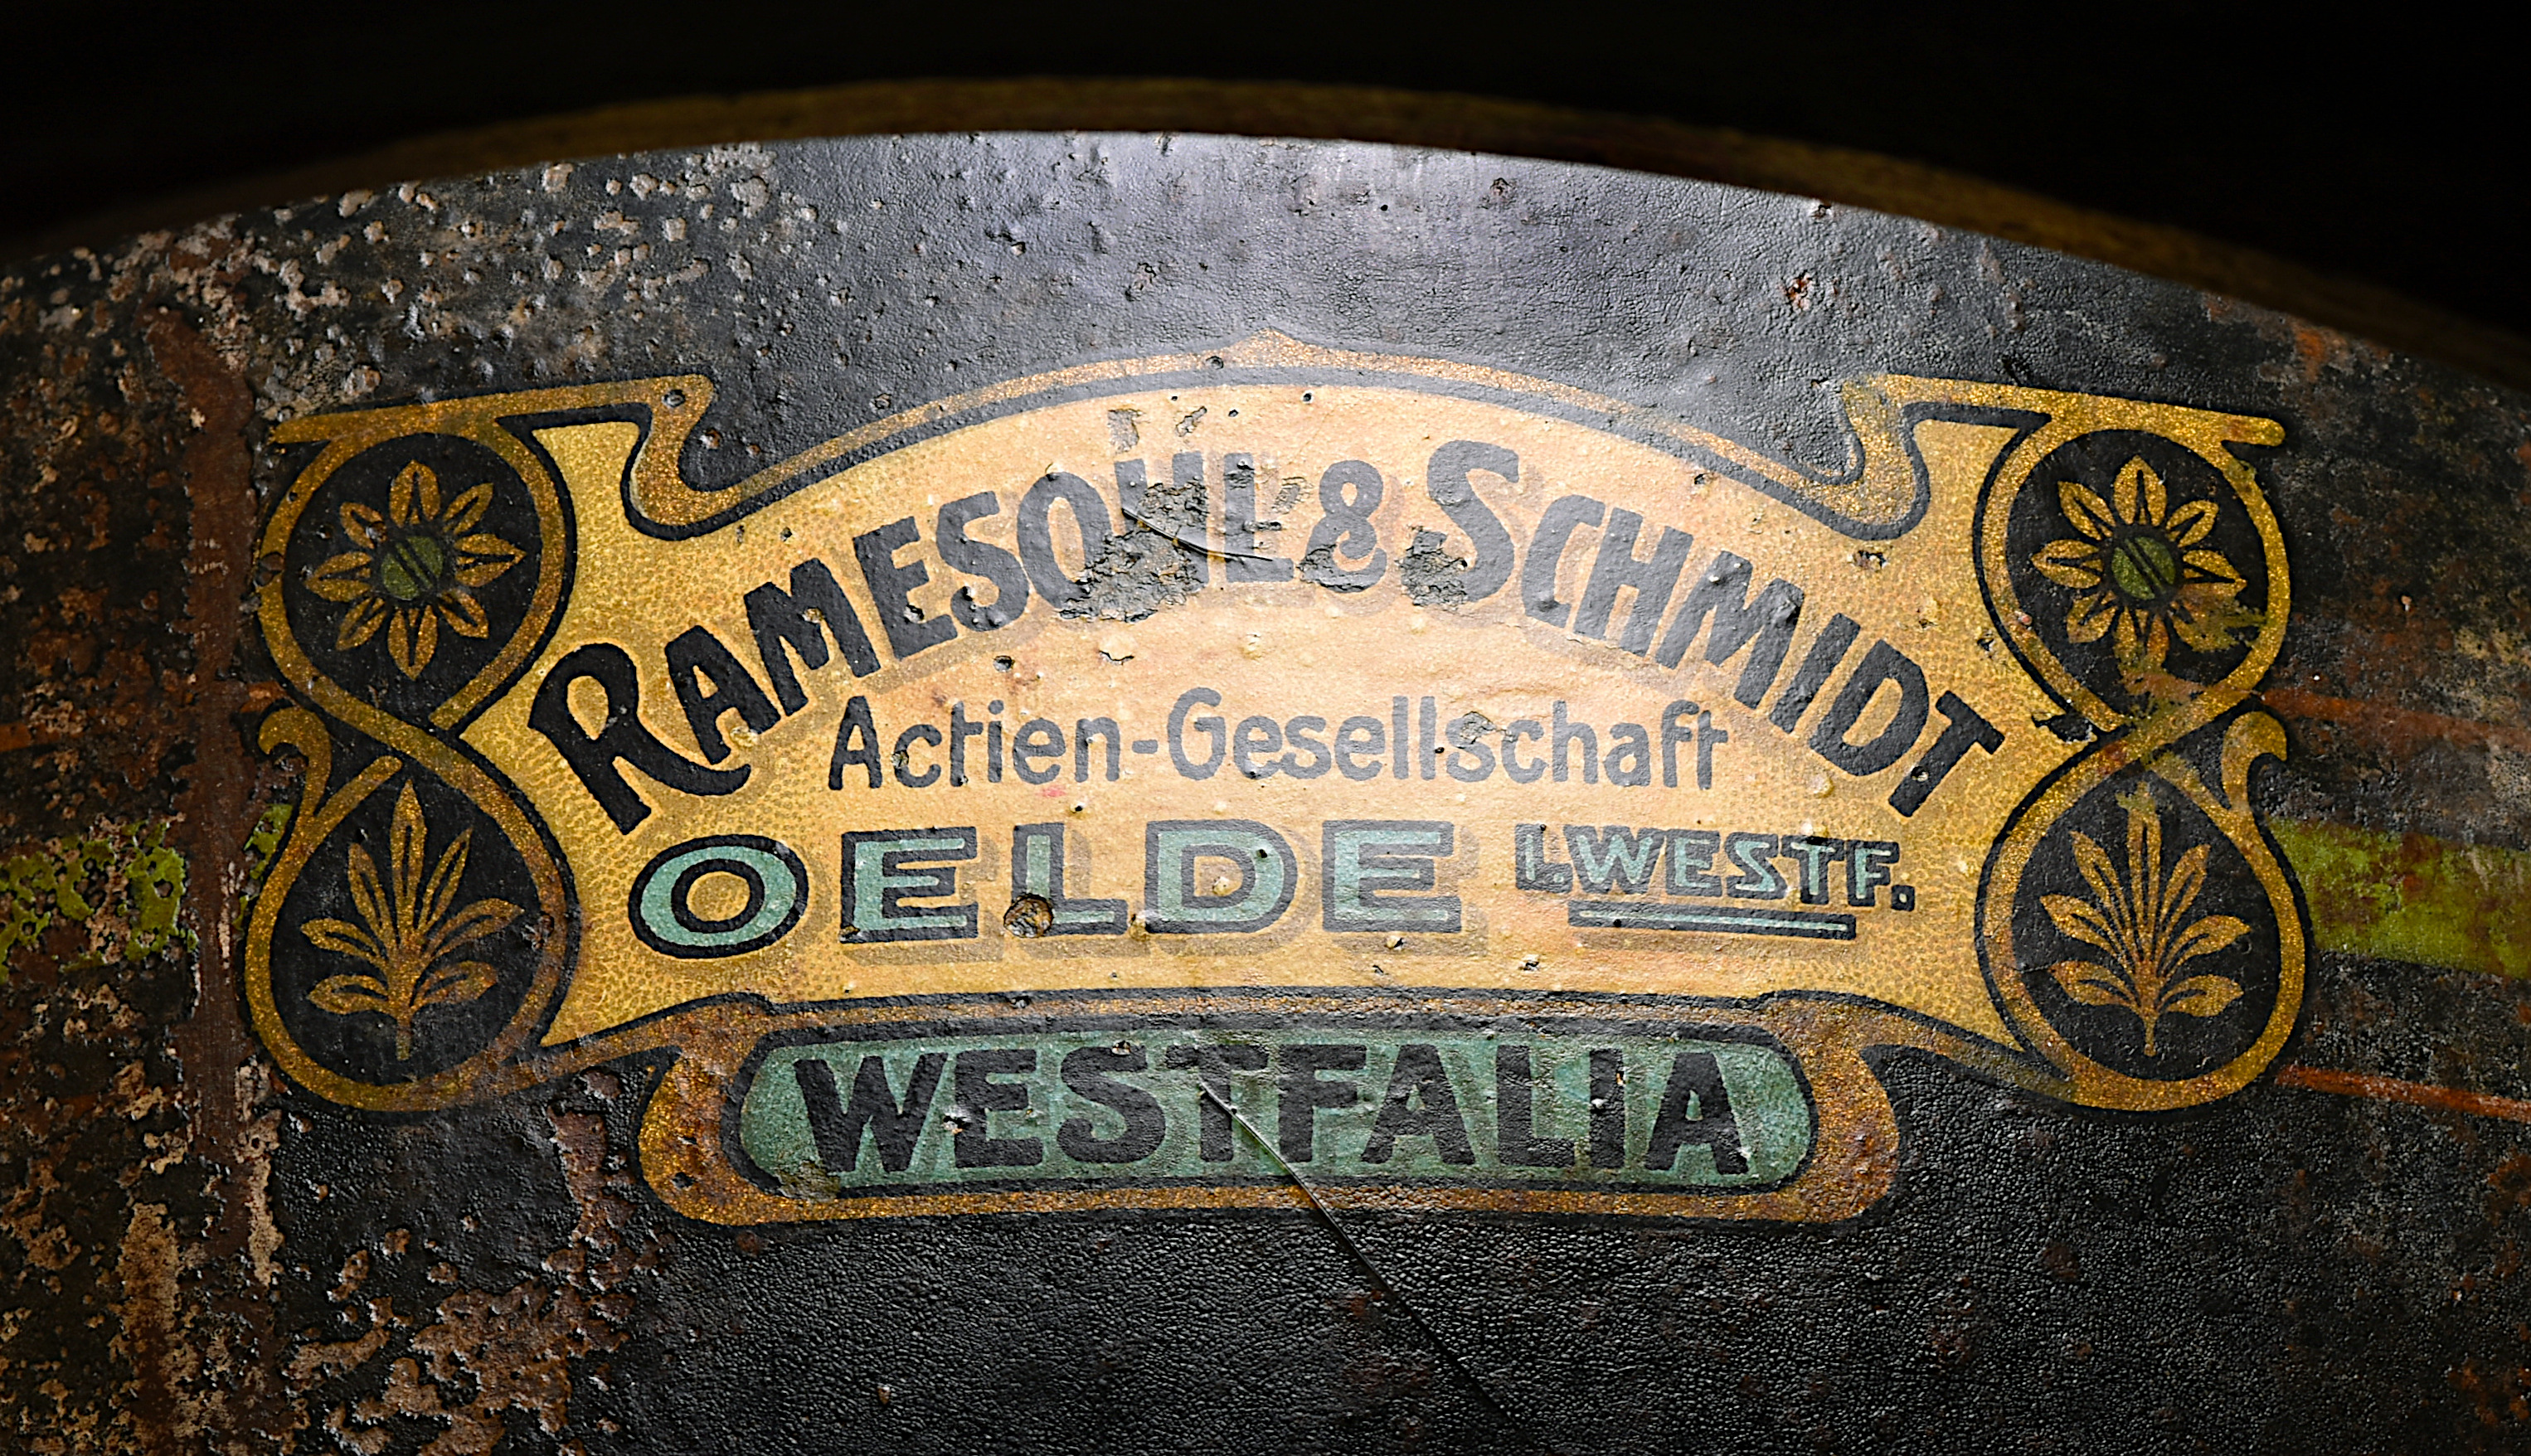 RAMESOHL & SCHMIDT
Actien-Gesellschaft
OELDE I.WESTF.
WESTFALIA